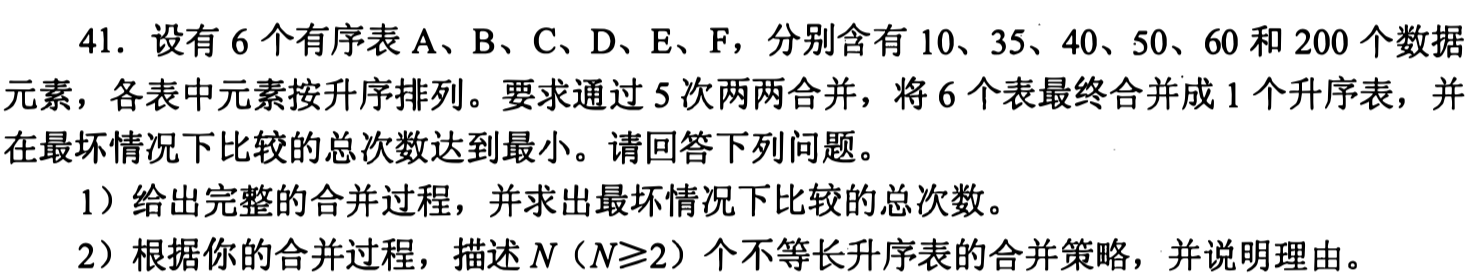 41．设有 6 个有序表 A、B、C、D、E、F，分别含有 10、35、40、50、60 和 200 个数据
元素，各表中元素按升序排列。要求通过 5 次两两合并，将 6 个表最终合并成 1 个升序表，并
在最坏情况下比较的总次数达到最小。请回答下列问题。
1）给出完整的合并过程，并求出最坏情况下比较的总次数。
2）根据你的合并过程，描述 N（N≥2）个不等长升序表的合并策略，并说明理由。